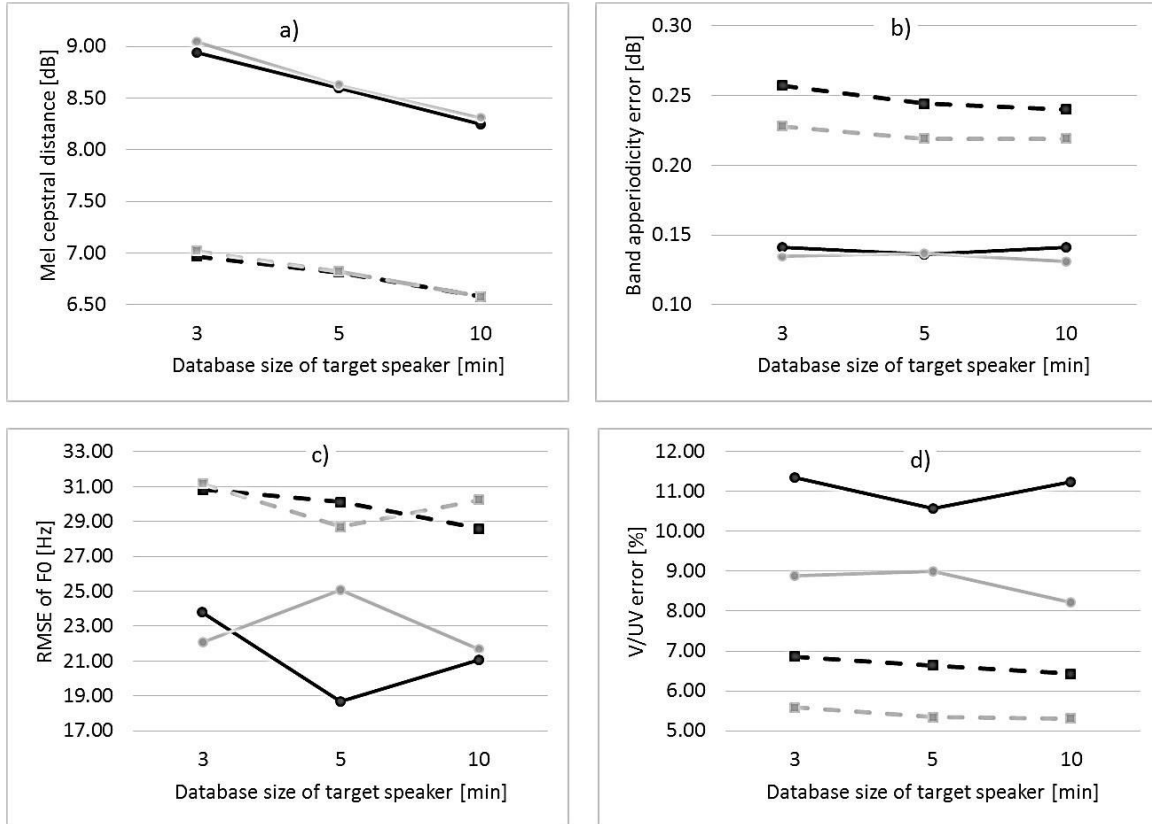 a)
Mel cepstral distance [dB]
9.00
8.50
8.00
7.50
7.00
6.50
3 5 10
Database size of target speaker [min]
b)
Band apperiodicity error [dB]
0.30
0.25
0.20
0.15
0.10
3 5 10
Database size of target speaker [min]
c)
RMSE of F0 [Hz]
33.00
31.00
29.00
27.00
25.00
23.00
21.00
19.00
17.00
3 5 10
Database size of target speaker [min]
d)
V/UV error [%]
12.00
11.00
10.00
9.00
8.00
7.00
6.00
5.00
3 5 10
Database size of target speaker [min]